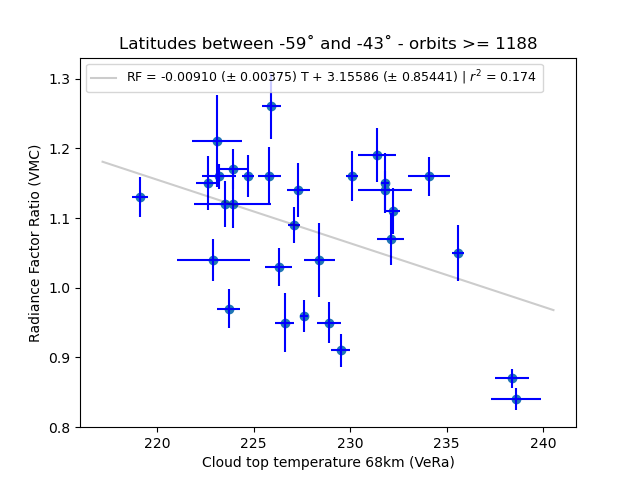 Latitudes between -59˚ and -43˚ - orbits >= 1188
RF = -0.00910 (± 0.00375) T + 3.15586 (± 0.85441) | r² = 0.174
1.3
1.2
1.1
1.0
0.9
0.8
Radiance Factor Ratio (VMC)
220
225
230
235
240
Cloud top temperature 68km (VeRa)